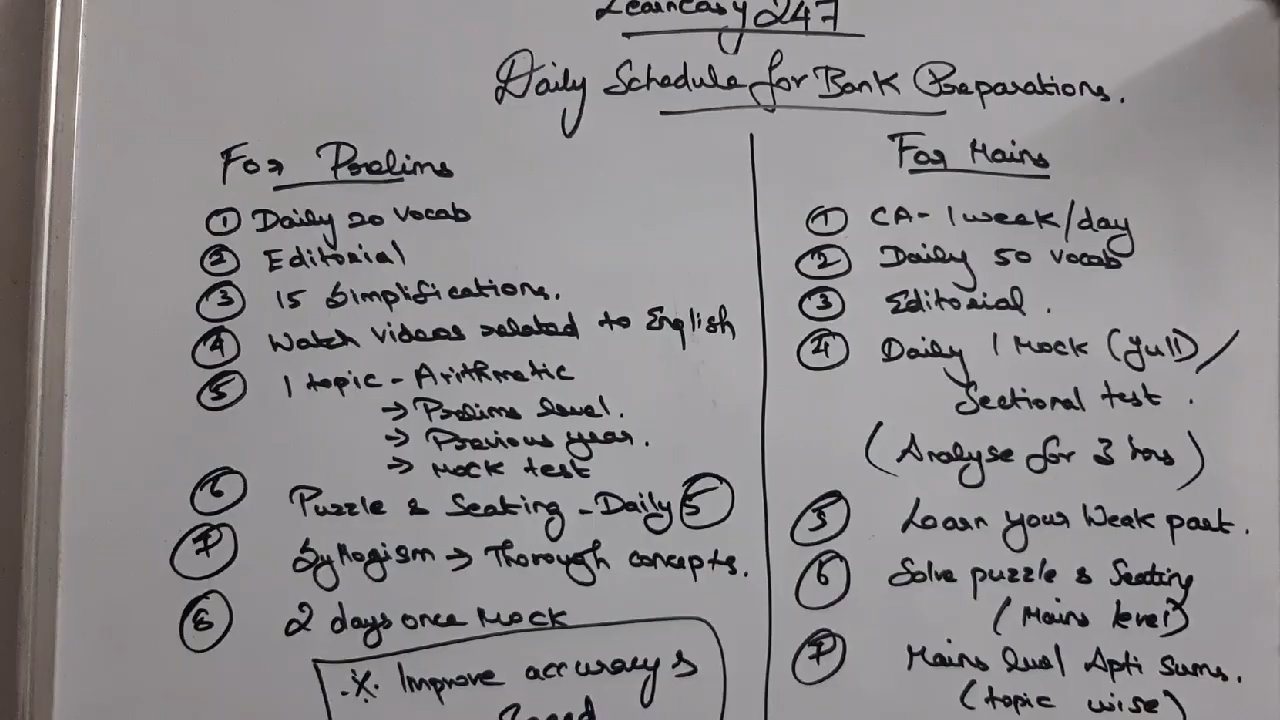 Learneasy 247
Daily Schedule for Bank Preparations.
For Prelims
① Daily 20 vocab
② Editorial
③ 15 Simplifications.
④ Watch videos related to English
⑤ 1 topic - Arithmetic
→ Prelims level.
→ Previous year.
→ Mock test
⑥ Puzzle & Seating - Daily ⑤
⑦ Syllogism → Thorough concepts.
⑧ 2 days once Mock
※ Improve accuracy &
Speed
For Mains
① CA - 1 week/day
② Daily 50 vocab
③ Editorial.
④ Daily 1 Mock (full) /
Sectional test.
(Analyse for 3 hrs)
⑤ Learn your Weak part.
⑥ Solve puzzle & Seating
(Mains level)
⑦ Mains level Apti Sums.
(topic wise)